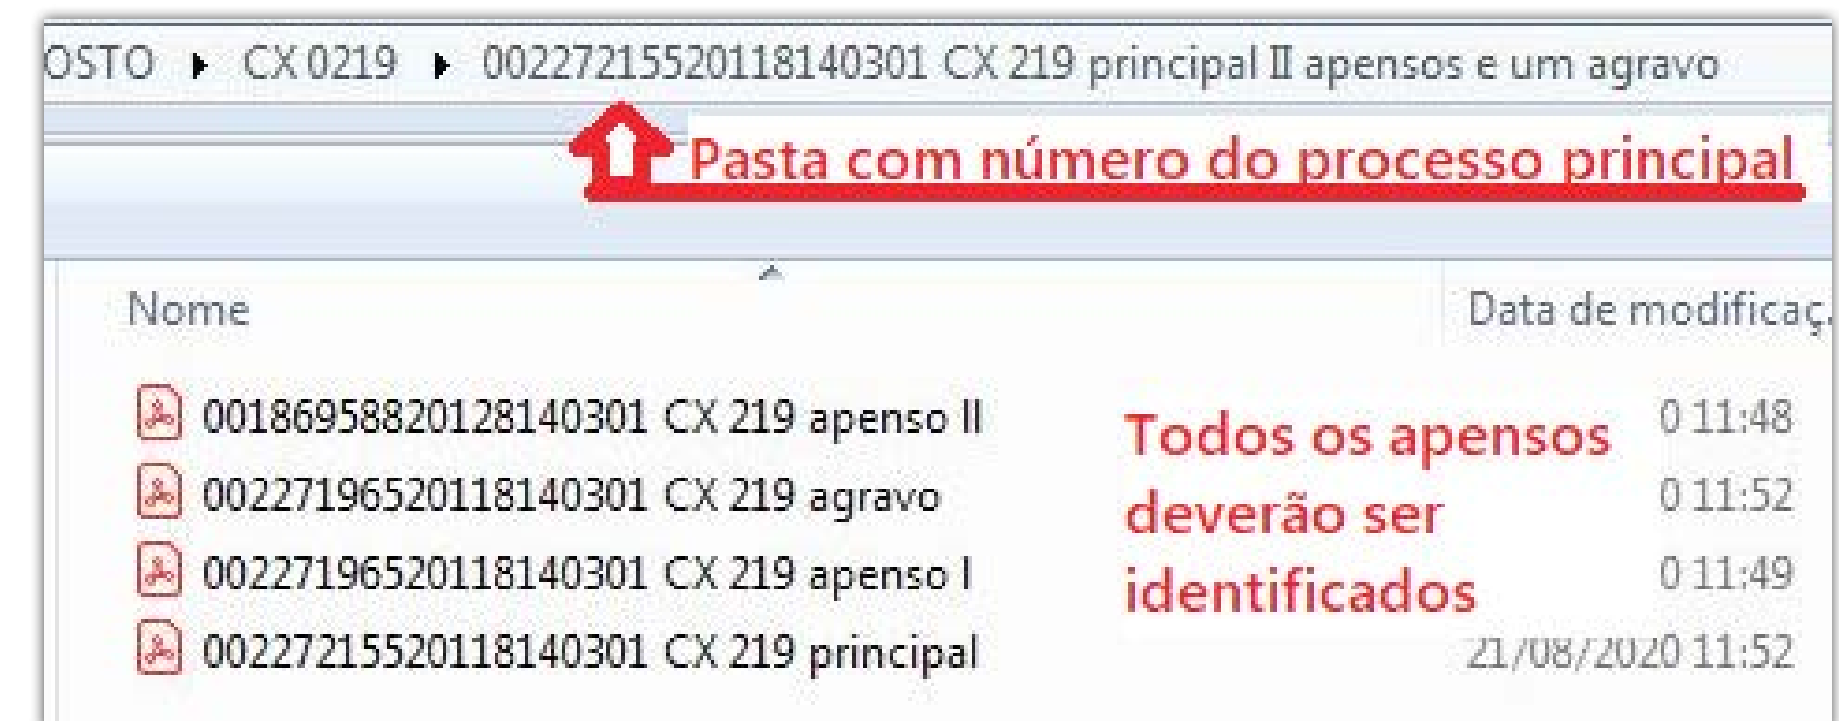 OSTO ▸ CX 0219 ▸ 00227215520118140301 CX 219 principal II apensos e um agravo
Pasta com número do processo principal
Nome Data de modificaç.
00186958820128140301 CX 219 apenso II 0 11:48
00227196520118140301 CX 219 agravo 0 11:52
00227196520118140301 CX 219 apenso I 0 11:49
00227215520118140301 CX 219 principal 21/08/2020 11:52
Todos os apensos
deverão ser
identificados